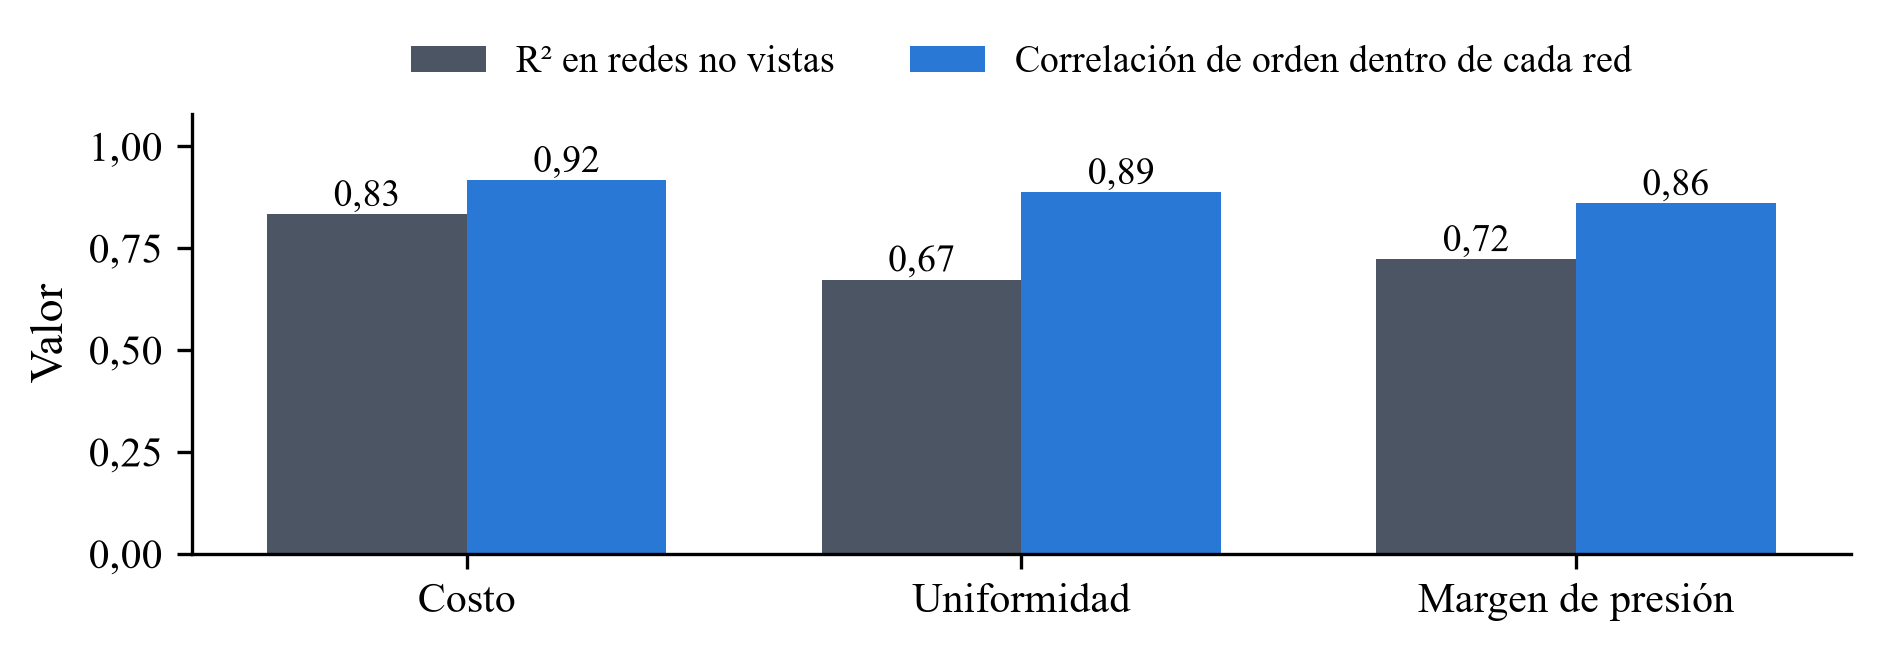 R² en redes no vistas
Correlación de orden dentro de cada red
Valor
1,00
0,75
0,50
0,25
0,00
0,83
0,92
0,67
0,89
0,72
0,86
Costo
Uniformidad
Margen de presión